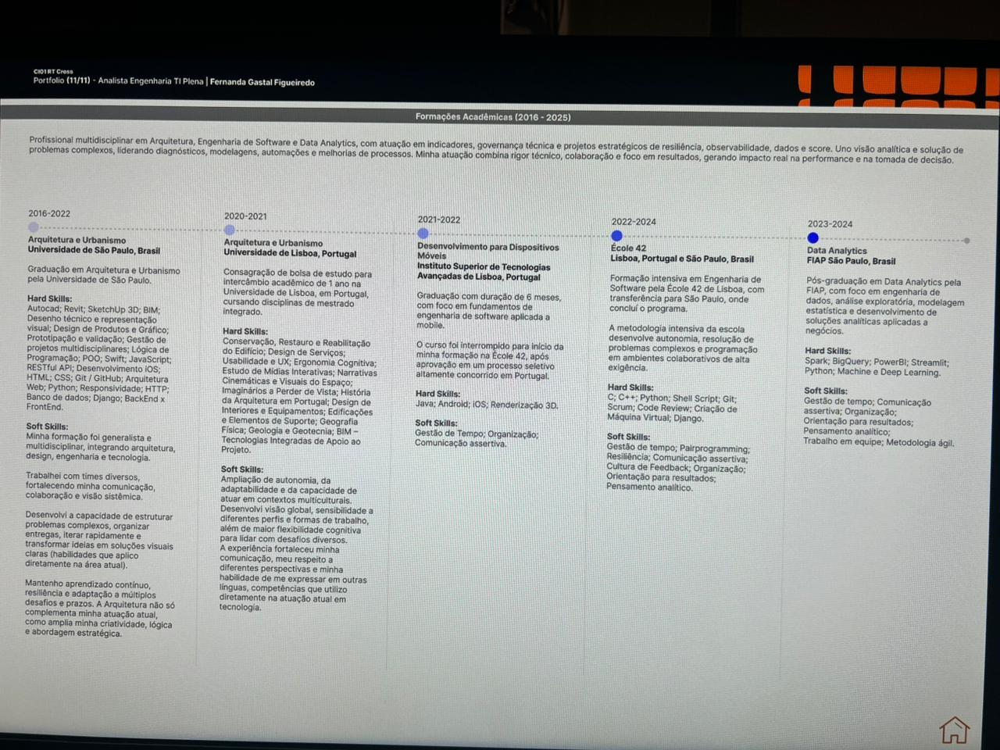 CI01RT Cross
Portfolio (11/11) - Analista Engenharia TI Plena | Fernanda Gastal Figueiredo
Formações Acadêmicas (2016 - 2025)
Profissional multidisciplinar em Arquitetura, Engenharia de Software e Data Analytics, com atuação em indicadores, governança técnica e projetos estratégicos de resiliência, observabilidade, dados e score. Uno visão analítica e solução de
problemas complexos, liderando diagnósticos, modelagens, automações e melhorias de processos. Minha atuação combina rigor técnico, colaboração e foco em resultados, gerando impacto real na performance e na tomada de decisão.
2016-2022
Arquitetura e Urbanismo
Universidade de São Paulo, Brasil
Graduação em Arquitetura e Urbanismo
pela Universidade de São Paulo.
Hard Skills:
Autocad; Revit; SketchUp 3D; BIM;
Desenho técnico e representação
visual; Design de Produtos e Gráfico;
Prototipação e validação; Gestão de
projetos multidisciplinares; Lógica de
Programação; POO; Swift; JavaScript;
RESTful API; Desenvolvimento iOS;
HTML; CSS; Git / GitHub; Arquitetura
Web; Python; Responsividade; HTTP;
Banco de dados; Django; BackEnd x
FrontEnd.
Soft Skills:
Minha formação foi generalista e
multidisciplinar, integrando arquitetura,
design, engenharia e tecnologia.
Trabalhei com times diversos,
fortalecendo minha comunicação,
colaboração e visão sistêmica.
Desenvolvi a capacidade de estruturar
problemas complexos, organizar
entregas, iterar rapidamente e
transformar ideias em soluções visuais
claras (habilidades que aplico
diretamente na área atual).
Mantenho aprendizado contínuo,
resiliência e adaptação a múltiplos
desafios e prazos. A Arquitetura não só
complementa minha atuação atual,
como amplia minha criatividade, lógica
e abordagem estratégica.
2020-2021
Arquitetura e Urbanismo
Universidade de Lisboa, Portugal
Consagração de bolsa de estudo para
intercâmbio acadêmico de 1 ano na
Universidade de Lisboa, em Portugal,
cursando disciplinas de mestrado
integrado.
Hard Skills:
Conservação, Restauro e Reabilitação
do Edifício; Design de Serviços;
Usabilidade e UX; Ergonomia Cognitiva;
Estudo de Mídias Interativas; Narrativas
Cinemáticas e Visuais do Espaço;
Imaginários a Perder de Vista; História
da Arquitetura em Portugal; Design de
Interiores e Equipamentos; Edificações
e Elementos de Suporte; Geografia
Física; Geologia e Geotecnia; BIM –
Tecnologias Integradas de Apoio ao
Projeto.
Soft Skills:
Ampliação de autonomia, da
adaptabilidade e da capacidade de
atuar em contextos multiculturais.
Desenvolvi visão global, sensibilidade a
diferentes perfis e formas de trabalho,
além de maior flexibilidade cognitiva
para lidar com desafios diversos.
A experiência fortaleceu minha
comunicação, meu respeito a
diferentes perspectivas e minha
habilidade de me expressar em outras
línguas, competências que utilizo
diretamente na atuação atual em
tecnologia.
2021-2022
Desenvolvimento para Dispositivos
Móveis
Instituto Superior de Tecnologias
Avançadas de Lisboa, Portugal
Graduação com duração de 6 meses,
com foco em fundamentos de
engenharia de software aplicada a
mobile.
O curso foi interrompido para início da
minha formação na École 42, após
aprovação em um processo seletivo
altamente concorrido em Portugal.
Hard Skills:
Java; Android; iOS; Renderização 3D.
Soft Skills:
Gestão de Tempo; Organização;
Comunicação assertiva.
2022-2024
École 42
Lisboa, Portugal e São Paulo, Brasil
Formação intensiva em Engenharia de
Software pela École 42 de Lisboa, com
transferência para São Paulo, onde
concluí o programa.
A metodologia intensiva da escola
desenvolve autonomia, resolução de
problemas complexos e programação
em ambientes colaborativos de alta
exigência.
Hard Skills:
C; C++; Python; Shell Script; Git;
Scrum; Code Review; Criação de
Máquina Virtual; Django.
Soft Skills:
Gestão de tempo; Pairprogramming;
Resiliência; Comunicação assertiva;
Cultura de Feedback; Organização;
Orientação para resultados;
Pensamento analítico.
2023-2024
Data Analytics
FIAP São Paulo, Brasil
Pós-graduação em Data Analytics pela
FIAP, com foco em engenharia de
dados, análise exploratória, modelagem
estatística e desenvolvimento de
soluções analíticas aplicadas a
negócios.
Hard Skills:
Spark; BigQuery; PowerBI; Streamlit;
Python; Machine e Deep Learning.
Soft Skills:
Gestão de tempo; Comunicação
assertiva; Organização;
Orientação para resultados;
Pensamento analítico;
Trabalho em equipe; Metodologia ágil.